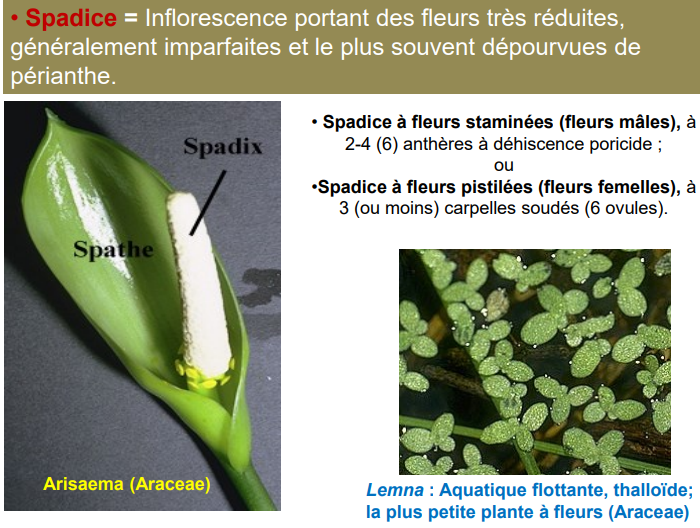 • Spadice = Inflorescence portant des fleurs très réduites,
généralement imparfaites et le plus souvent dépourvues de
périanthe.
Spadix
Spathe
Arisaema (Araceae)
• Spadice à fleurs staminées (fleurs mâles), à
2-4 (6) anthères à déhiscence poricide ;
ou
•Spadice à fleurs pistilées (fleurs femelles), à
3 (ou moins) carpelles soudés (6 ovules).
Lemna : Aquatique flottante, thalloïde;
la plus petite plante à fleurs (Araceae)